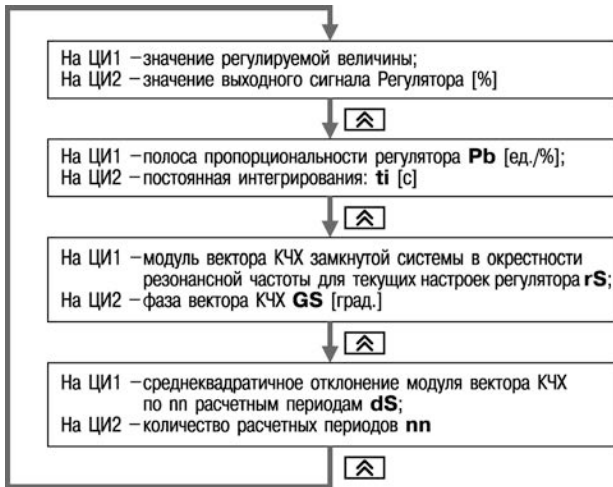 На ЦИ1 –значение регулируемой величины;
На ЦИ2 –значение выходного сигнала Регулятора [%]
На ЦИ1 –полоса пропорциональности регулятора Pb [ед./%];
На ЦИ2 –постоянная интегрирования: ti [с]
На ЦИ1 –модуль вектора КЧХ замкнутой системы в окрестности
резонансной частоты для текущих настроек регулятора rS;
На ЦИ2 –фаза вектора КЧХ GS [град.]
На ЦИ1 –среднеквадратичное отклонение модуля вектора КЧХ
по nn расчетным периодам dS;
На ЦИ2 –количество расчетных периодов nn